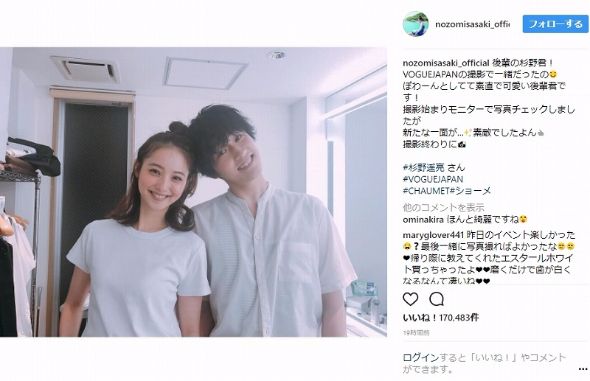 nozomisasaki_offic
フォローする
nozomisasaki_official 後輩の杉野君！
VOGUEJAPANの撮影で一緒だったの
ぽわーんとしてて素直で可愛い後輩君で
す！
撮影始まりモニターで写真チェックしまし
たが
新たな一面が...素敵でしたよん
撮影終わりに
#杉野遥亮 さん
#VOGUEJAPAN
#CHAUMET#ショーメ
他のコメントを表示
ominakira ほんと綺麗ですね
maryglover441 昨日のイベント楽しかった
？最後一緒に写真撮ればよかったな
❤帰り際に教えてくれたエスタールホワイ
ト買っちゃったよ❤❤磨くだけで歯が白く
なるなんて凄いわ❤❤
いいね！170,483件
19時間前
ログインすると「いいね！」やコメント
ができます。